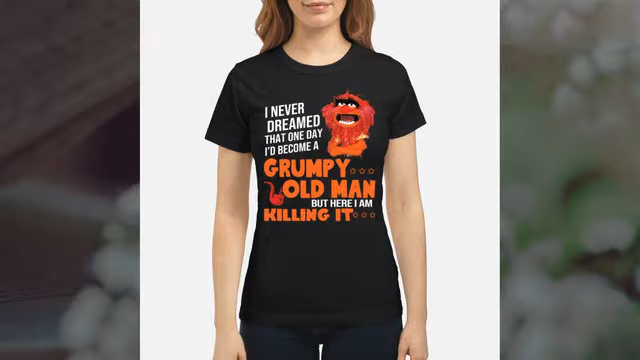 I NEVER
DREAMED
THAT ONE DAY
I'D BECOME A
GRUMPY
OLD MAN
BUT HERE I AM
KILLING IT